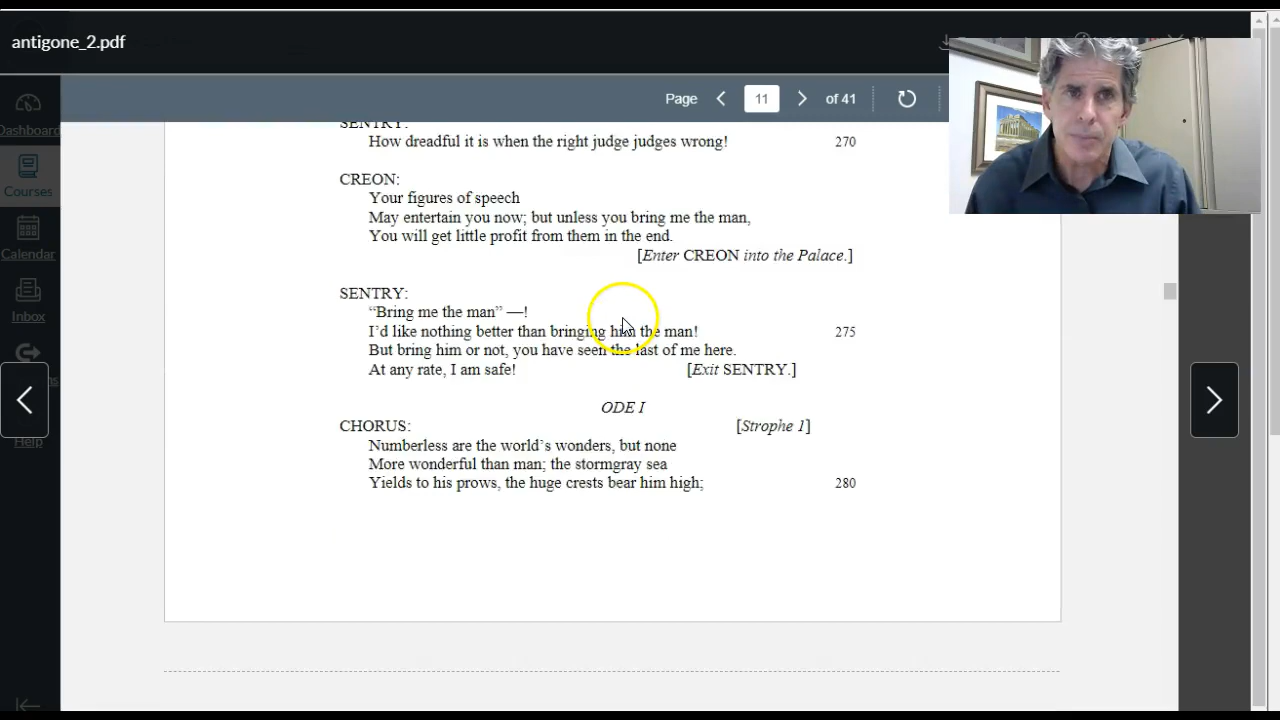 antigone_2.pdf
Page 11 of 41
Dashboard
Courses
Calendar
Inbox
Help
SENTRY:
How dreadful it is when the right judge judges wrong! 270
CREON:
Your figures of speech
May entertain you now; but unless you bring me the man,
You will get little profit from them in the end.
[Enter CREON into the Palace.]
SENTRY:
“Bring me the man” —!
I’d like nothing better than bringing him the man! 275
But bring him or not, you have seen the last of me here.
At any rate, I am safe! [Exit SENTRY.]
ODE I
CHORUS: [Strophe 1]
Numberless are the world’s wonders, but none
More wonderful than man; the stormgray sea
Yields to his prows, the huge crests bear him high; 280